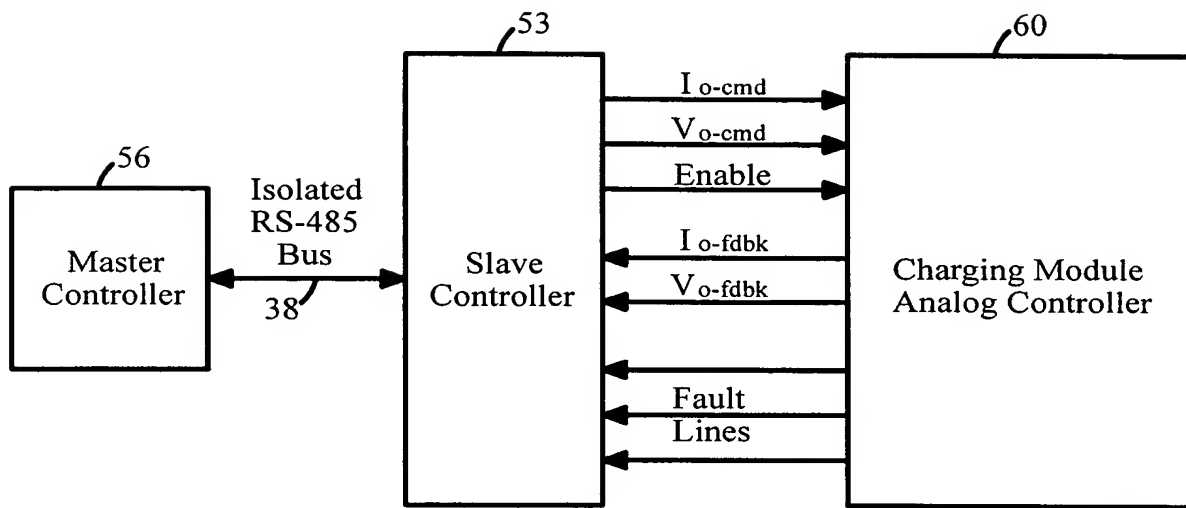 53
60
56
Isolated
RS-485
Bus
38
Master
Controller
Slave
Controller
I o-cmd
V o-cmd
Enable
I o-fdbk
V o-fdbk
Fault
Lines
Charging Module
Analog Controller